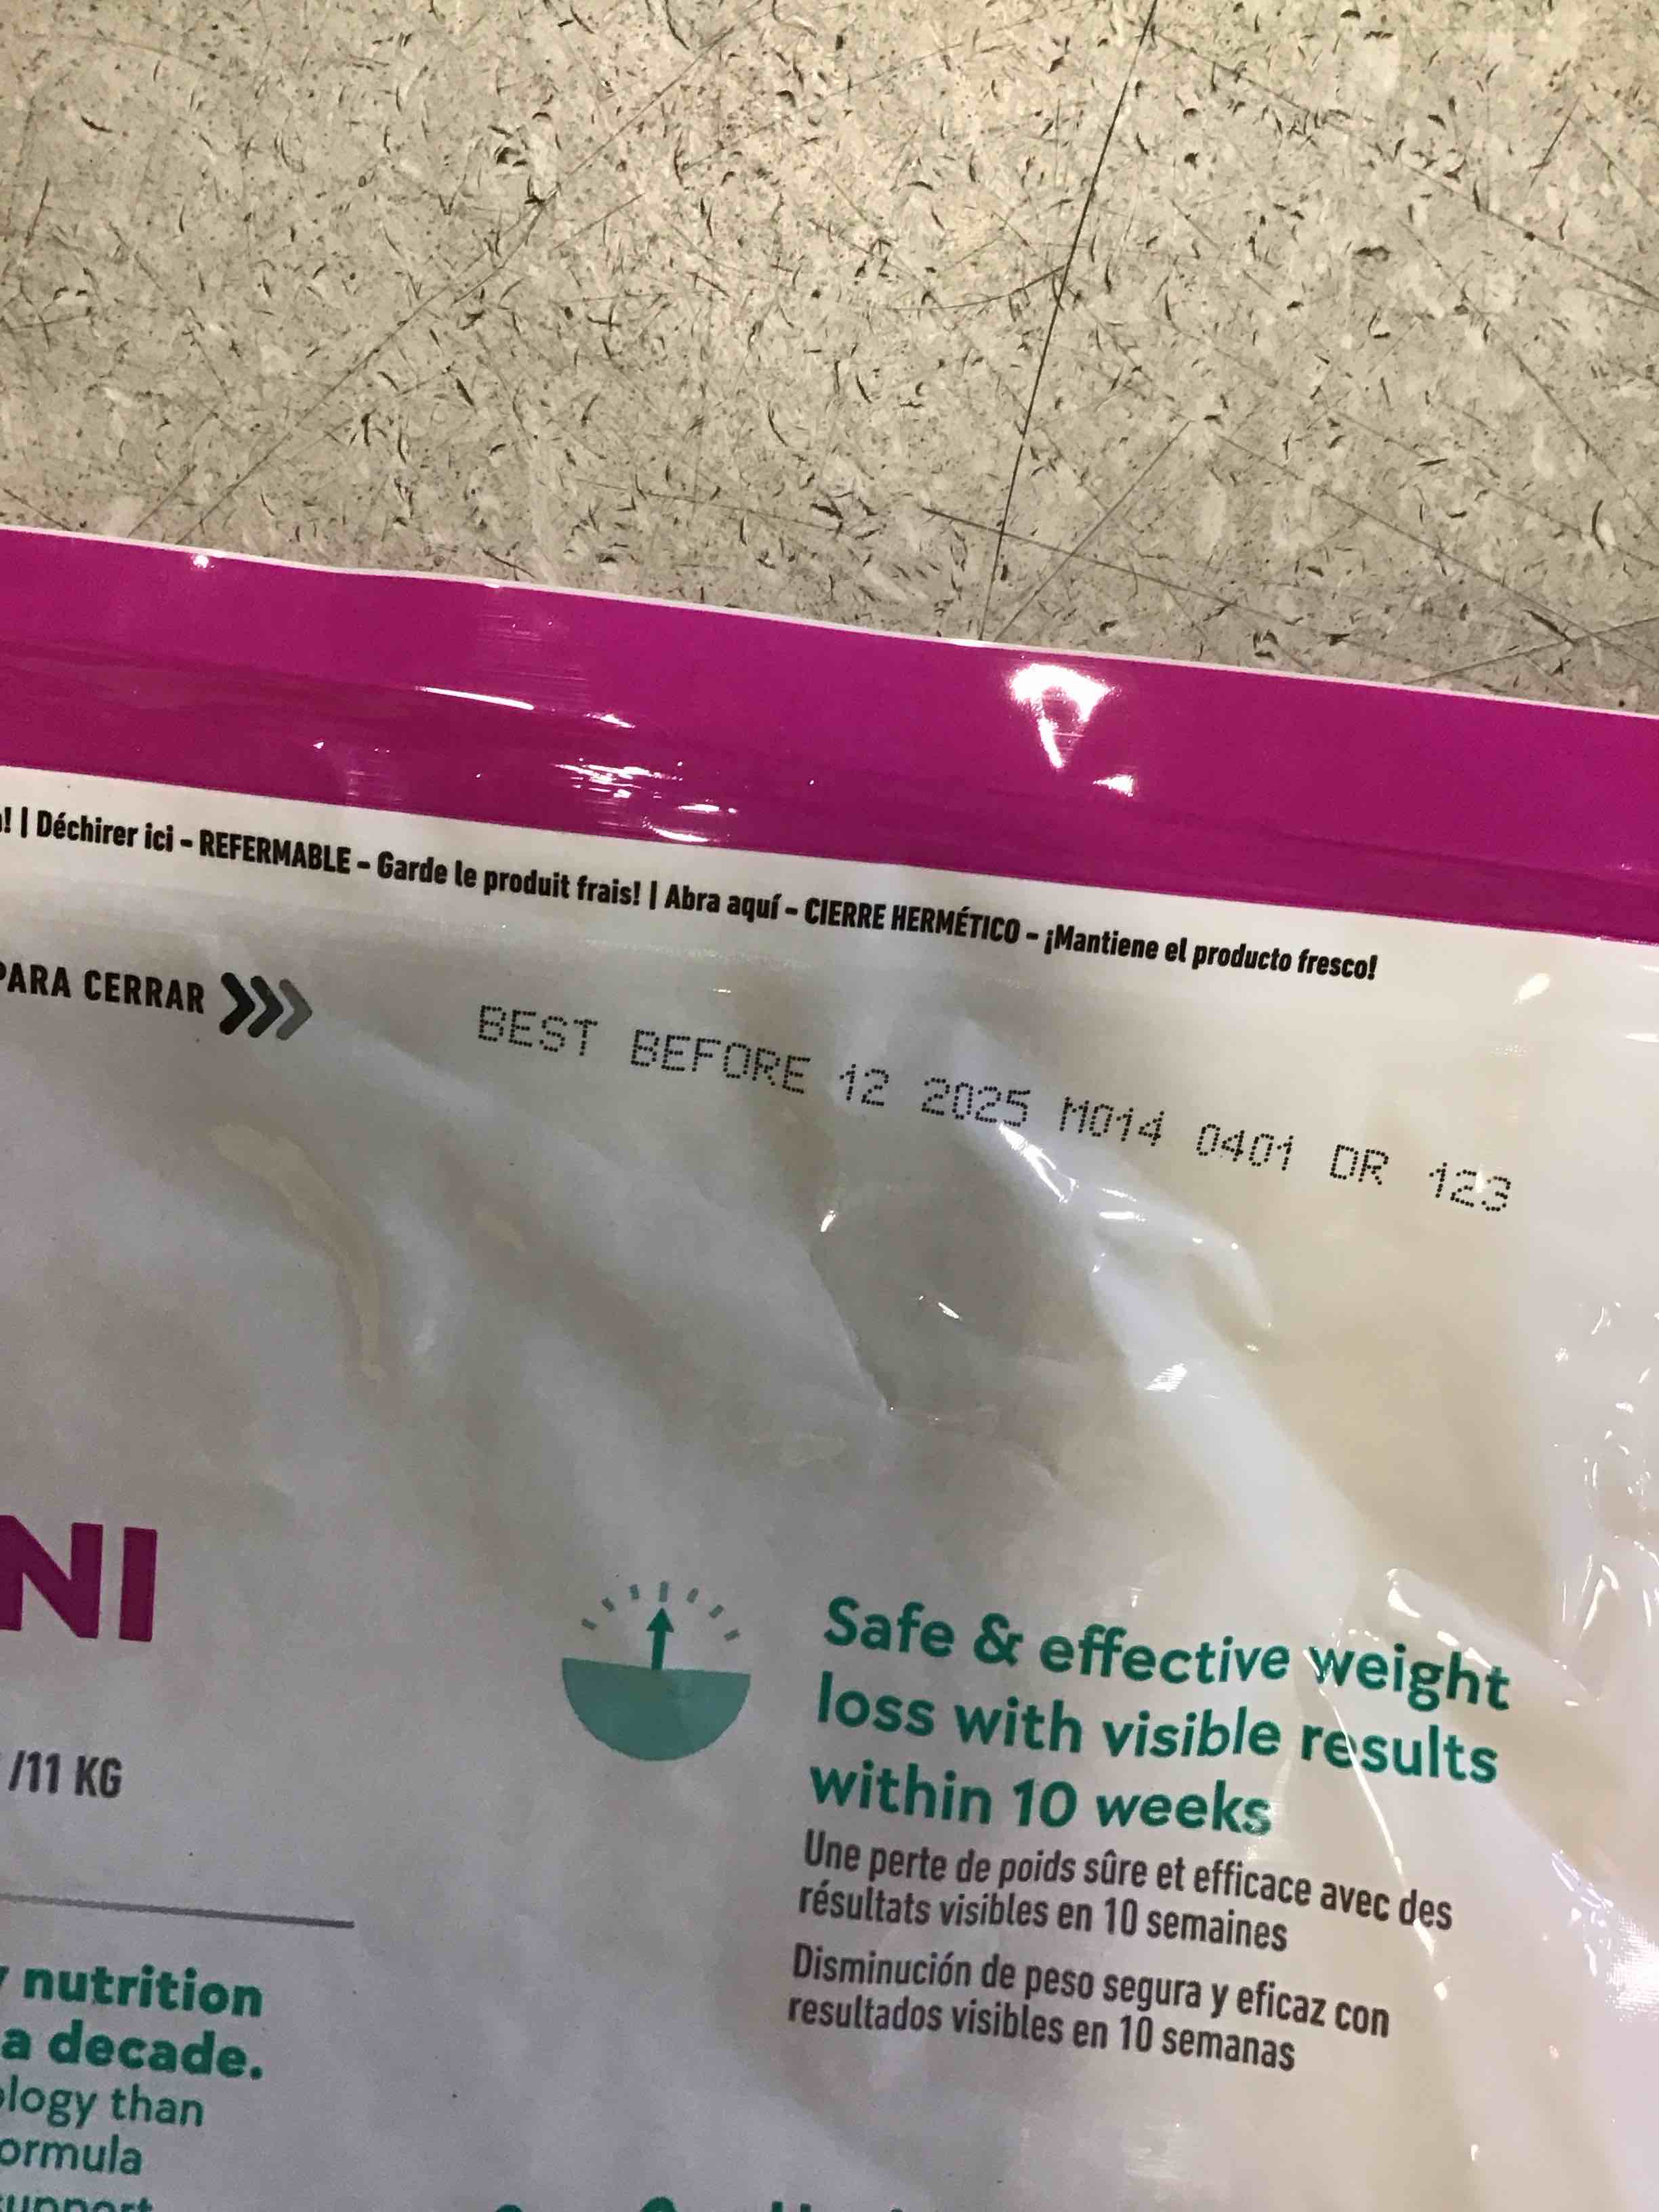 ! | Déchirer ici - REFERMABLE - Garde le produit frais! | Abra aquí - CIERRE HERMÉTICO - ¡Mantiene el producto fresco!
PARA CERRAR
BEST BEFORE 12 2025 M014 0401 DR 123
NI
/11 KG
nutrition
a decade.
ology than
ormula
support
Safe & effective weight
loss with visible results
within 10 weeks
Une perte de poids sûre et efficace avec des
résultats visibles en 10 semaines
Disminución de peso segura y eficaz con
resultados visibles en 10 semanas